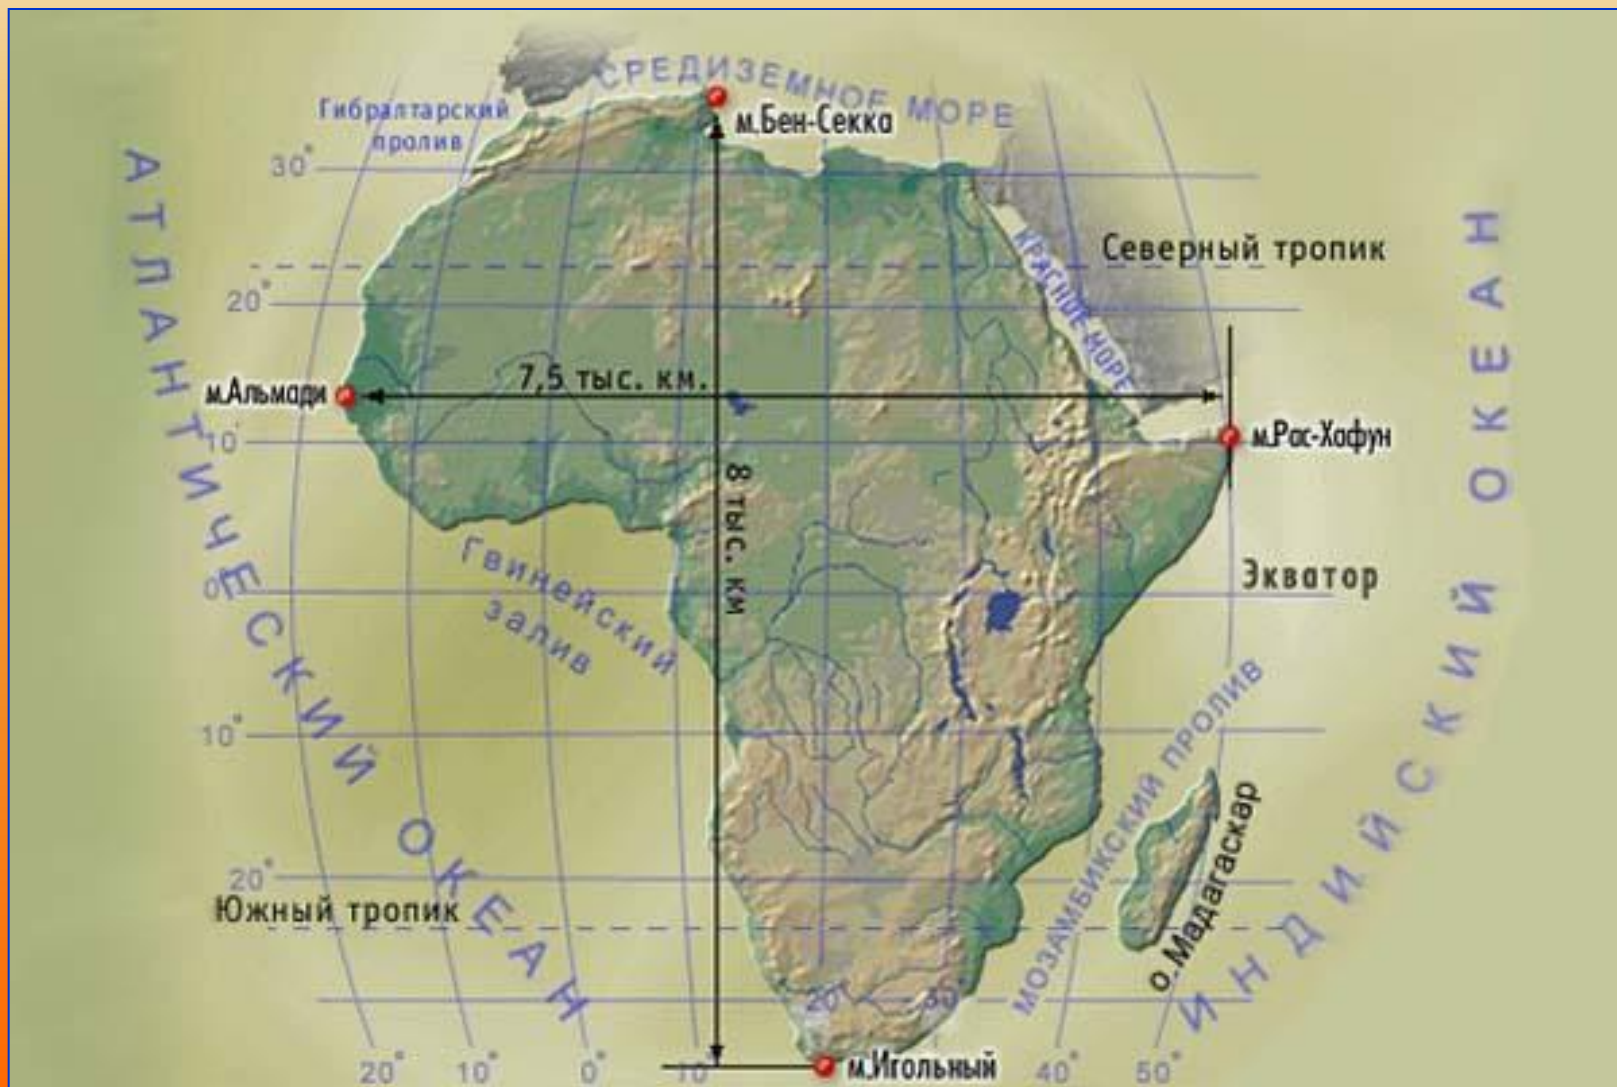 СРЕДИЗЕМНОЕ МОРЕ
Гибралтарский
пролив
м.Бен-Секка
30°
АТЛАНТИЧЕСКИЙ ОКЕАН
Северный тропик
КРАСНОЕ МОРЕ
20°
7,5 тыс. км.
м.Альмади
10°
м.Рас-Хафун
8 тыс. км
ИНДИЙСКИЙ ОКЕАН
Гвинейский
залив
Экватор
0°
10°
МОЗАМБИКСКИЙ ПРОЛИВ
о.Мадагаскар
20°
Южный тропик
20° 30°
20° 10° 0° 10° 40° 50°
м.Игольный